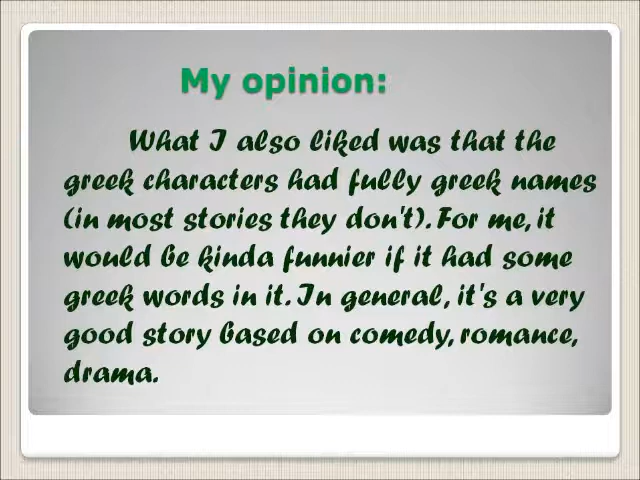 My opinion:
What I also liked was that the
greek characters had fully greek names
(in most stories they don't). For me, it
would be kinda funnier if it had some
greek words in it. In general, it's a very
good story based on comedy, romance,
drama.